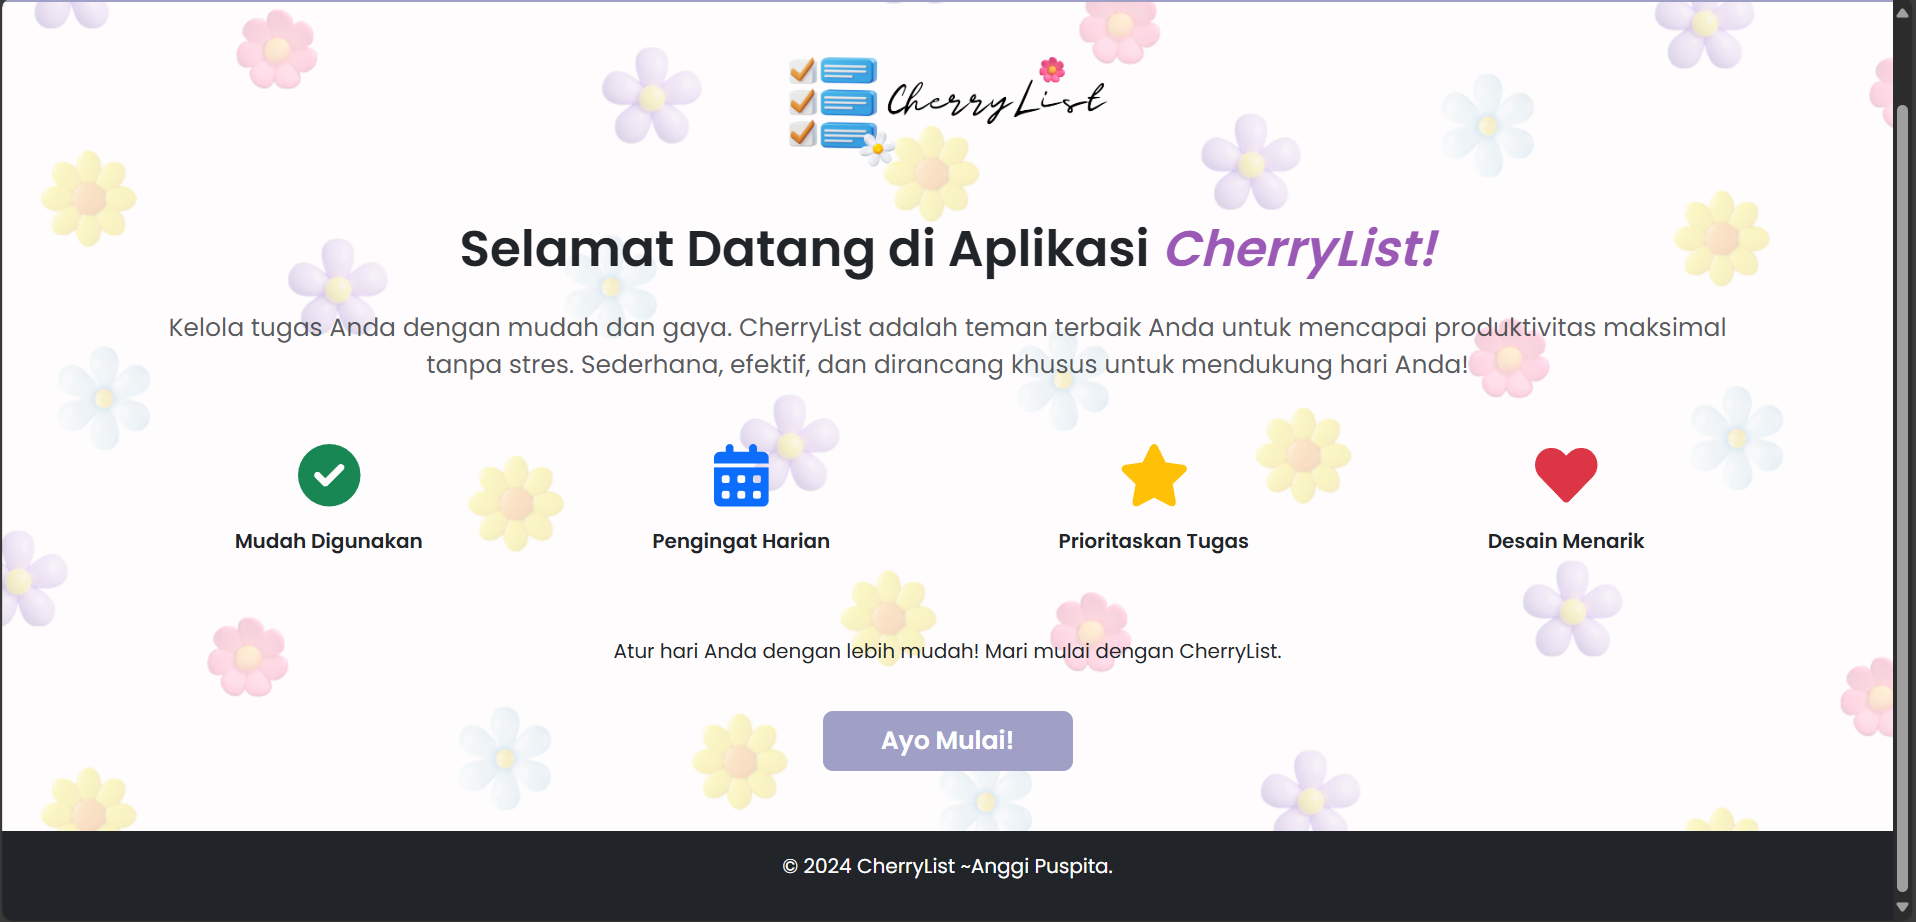 CherryList
Selamat Datang di Aplikasi CherryList!
Kelola tugas Anda dengan mudah dan gaya. CherryList adalah teman terbaik Anda untuk mencapai produktivitas maksimal
tanpa stres. Sederhana, efektif, dan dirancang khusus untuk mendukung hari Anda!
Mudah Digunakan
Pengingat Harian
Prioritaskan Tugas
Desain Menarik
Atur hari Anda dengan lebih mudah! Mari mulai dengan CherryList.
Ayo Mulai!
© 2024 CherryList ~Anggi Puspita.